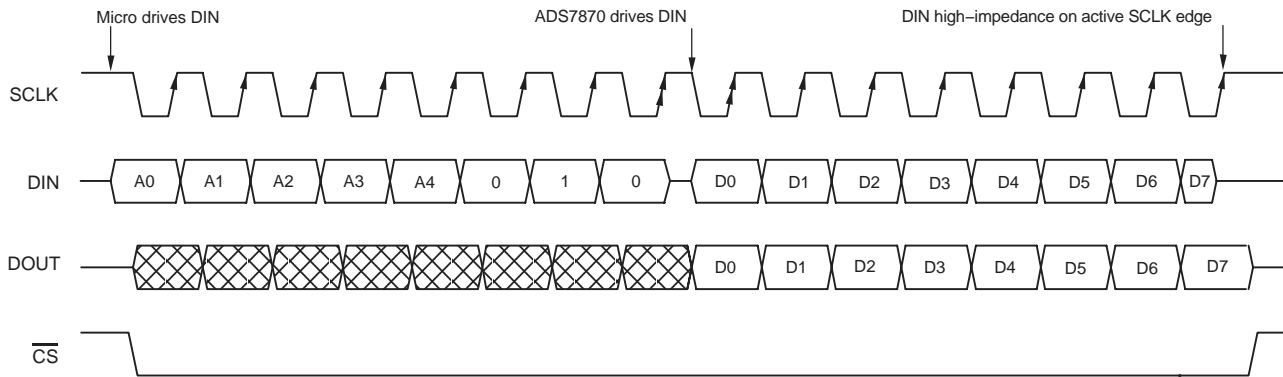 Micro drives DIN ADS7870 drives DIN DIN high−impedance on active SCLK edge
SCLK
DIN A0 A1 A2 A3 A4 0 1 0 D0 D1 D2 D3 D4 D5 D6 D7
DOUT D0 D1 D2 D3 D4 D5 D6 D7
CS